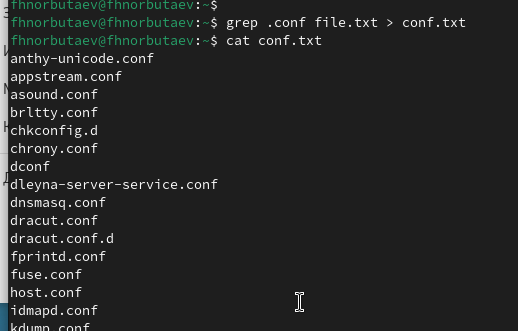 fhnorbutaev@fhnorbutaev:~$
fhnorbutaev@fhnorbutaev:~$ grep .conf file.txt > conf.txt
fhnorbutaev@fhnorbutaev:~$ cat conf.txt
anthy-unicode.conf
appstream.conf
asound.conf
brltty.conf
chkconfig.d
chrony.conf
dconf
dleyna-server-service.conf
dnsmasq.conf
dracut.conf
dracut.conf.d
fprintd.conf
fuse.conf
host.conf
idmapd.conf
kdump.conf